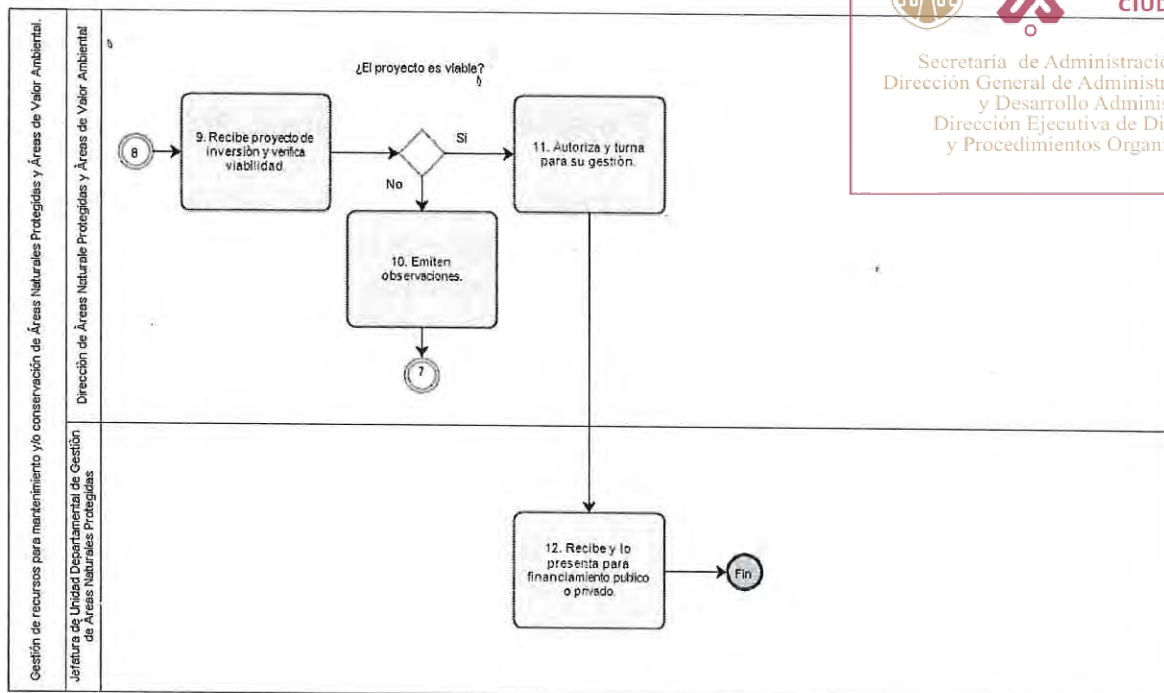 CIUD
Secretaría de Administració
Dirección General de Administra
y Desarrollo Adminis
Dirección Ejecutiva de Di
y Procedimientos Organi
Gestión de recursos para mantenimiento y/o conservación de Áreas Naturales Protegidas y Áreas de Valor Ambiental.
Dirección de Áreas Naturale Protegidas y Áreas de Valor Ambiental
¿El proyecto es viable?
8
9. Recibe proyecto de
inversión y verifica
viabilidad.
Si
No
11. Autoriza y turna
para su gestión.
10. Emiten
observaciones.
7
Jefatura de Unidad Departamental de Gestión
de Áreas Naturales Protegidas
12. Recibe y lo
presenta para
financiamiento publico
o privado.
Fin